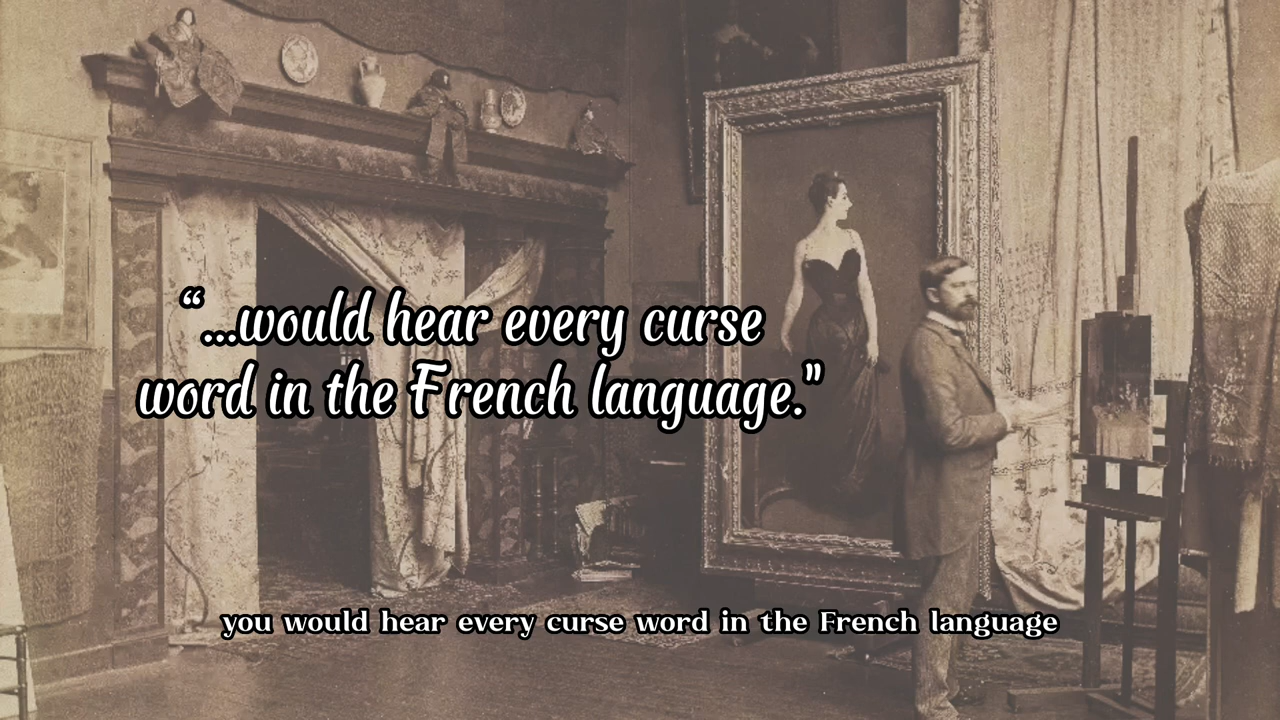 “...would hear every curse
word in the French language."
you would hear every curse word in the French language